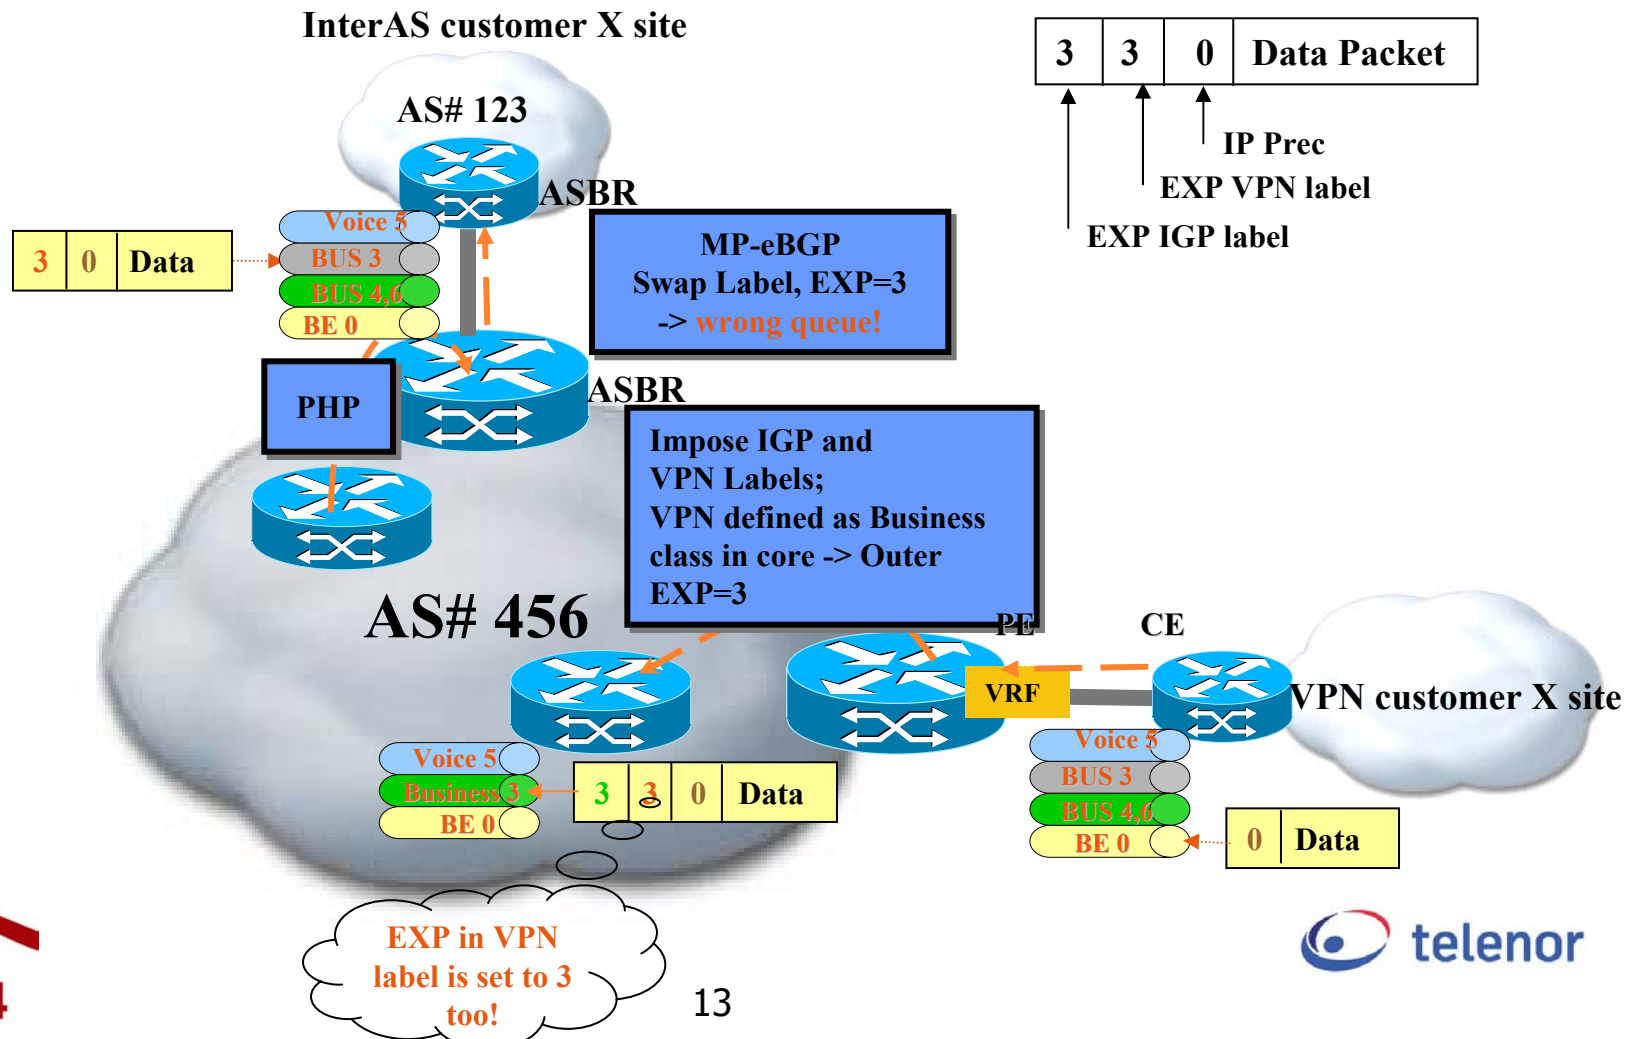 InterAS customer X site
AS# 123
3 3 0 Data Packet
IP Prec
EXP VPN label
EXP IGP label
ASBR
3 0 Data
Voice 5
BUS 3
BUS 4,6
BE 0
MP-eBGP
Swap Label, EXP=3
-> wrong queue!
PHP
ASBR
Impose IGP and
VPN Labels;
VPN defined as Business
class in core -> Outer
EXP=3
AS# 456
PE
CE
VRF
VPN customer X site
Voice 5
Business 3
BE 0
3 3 0 Data
Voice 5
BUS 3
BUS 4,6
BE 0
0 Data
EXP in VPN
label is set to 3
too!
telenor
4
13